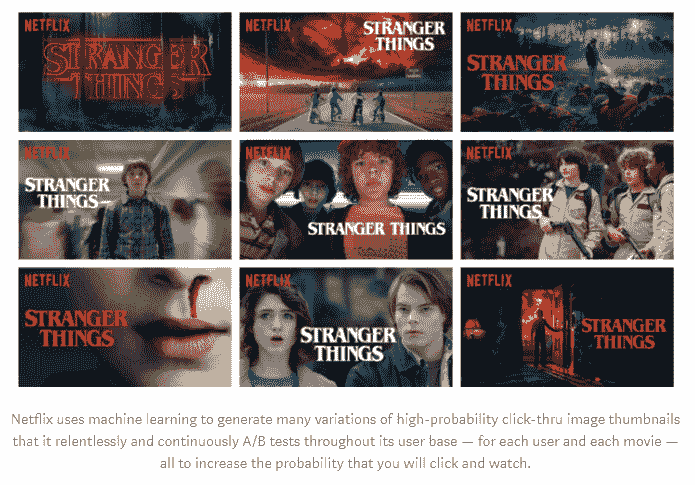 NETFLIX
STRANGER
THINGS
NETFLIX
STRANGER
THINGS
NETFLIX
STRANGER
THINGS
NETFLIX
STRANGER
THINGS
NETFLIX
STRANGER THINGS
NETFLIX
STRANGER
THINGS
NETFLIX
STRANGER
THINGS
NETFLIX
STRANGER
THINGS
NETFLIX
STRANGER
THINGS
Netflix uses machine learning to generate many variations of high-probability click-thru image thumbnails
that it relentlessly and continuously A/B tests throughout its user base — for each user and each movie —
all to increase the probability that you will click and watch.